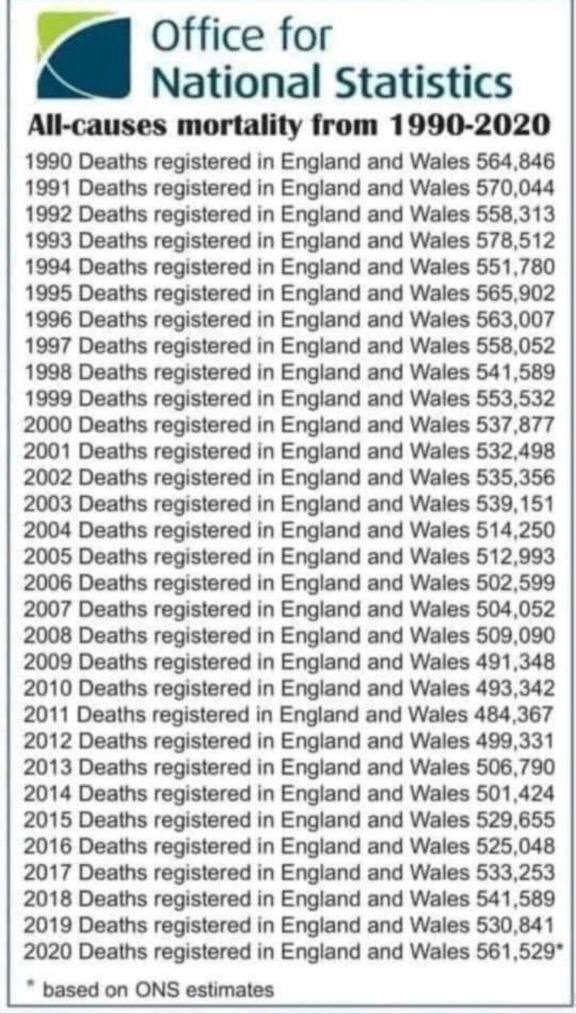 Office for
National Statistics
All-causes mortality from 1990-2020
1990 Deaths registered in England and Wales 564,846
1991 Deaths registered in England and Wales 570,044
1992 Deaths registered in England and Wales 558,313
1993 Deaths registered in England and Wales 578,512
1994 Deaths registered in England and Wales 551,780
1995 Deaths registered in England and Wales 565,902
1996 Deaths registered in England and Wales 563,007
1997 Deaths registered in England and Wales 558,052
1998 Deaths registered in England and Wales 541,589
1999 Deaths registered in England and Wales 553,532
2000 Deaths registered in England and Wales 537,877
2001 Deaths registered in England and Wales 532,498
2002 Deaths registered in England and Wales 535,356
2003 Deaths registered in England and Wales 539,151
2004 Deaths registered in England and Wales 514,250
2005 Deaths registered in England and Wales 512,993
2006 Deaths registered in England and Wales 502,599
2007 Deaths registered in England and Wales 504,052
2008 Deaths registered in England and Wales 509,090
2009 Deaths registered in England and Wales 491,348
2010 Deaths registered in England and Wales 493,342
2011 Deaths registered in England and Wales 484,367
2012 Deaths registered in England and Wales 499,331
2013 Deaths registered in England and Wales 506,790
2014 Deaths registered in England and Wales 501,424
2015 Deaths registered in England and Wales 529,655
2016 Deaths registered in England and Wales 525,048
2017 Deaths registered in England and Wales 533,253
2018 Deaths registered in England and Wales 541,589
2019 Deaths registered in England and Wales 530,841
2020 Deaths registered in England and Wales 561,529*
* based on ONS estimates